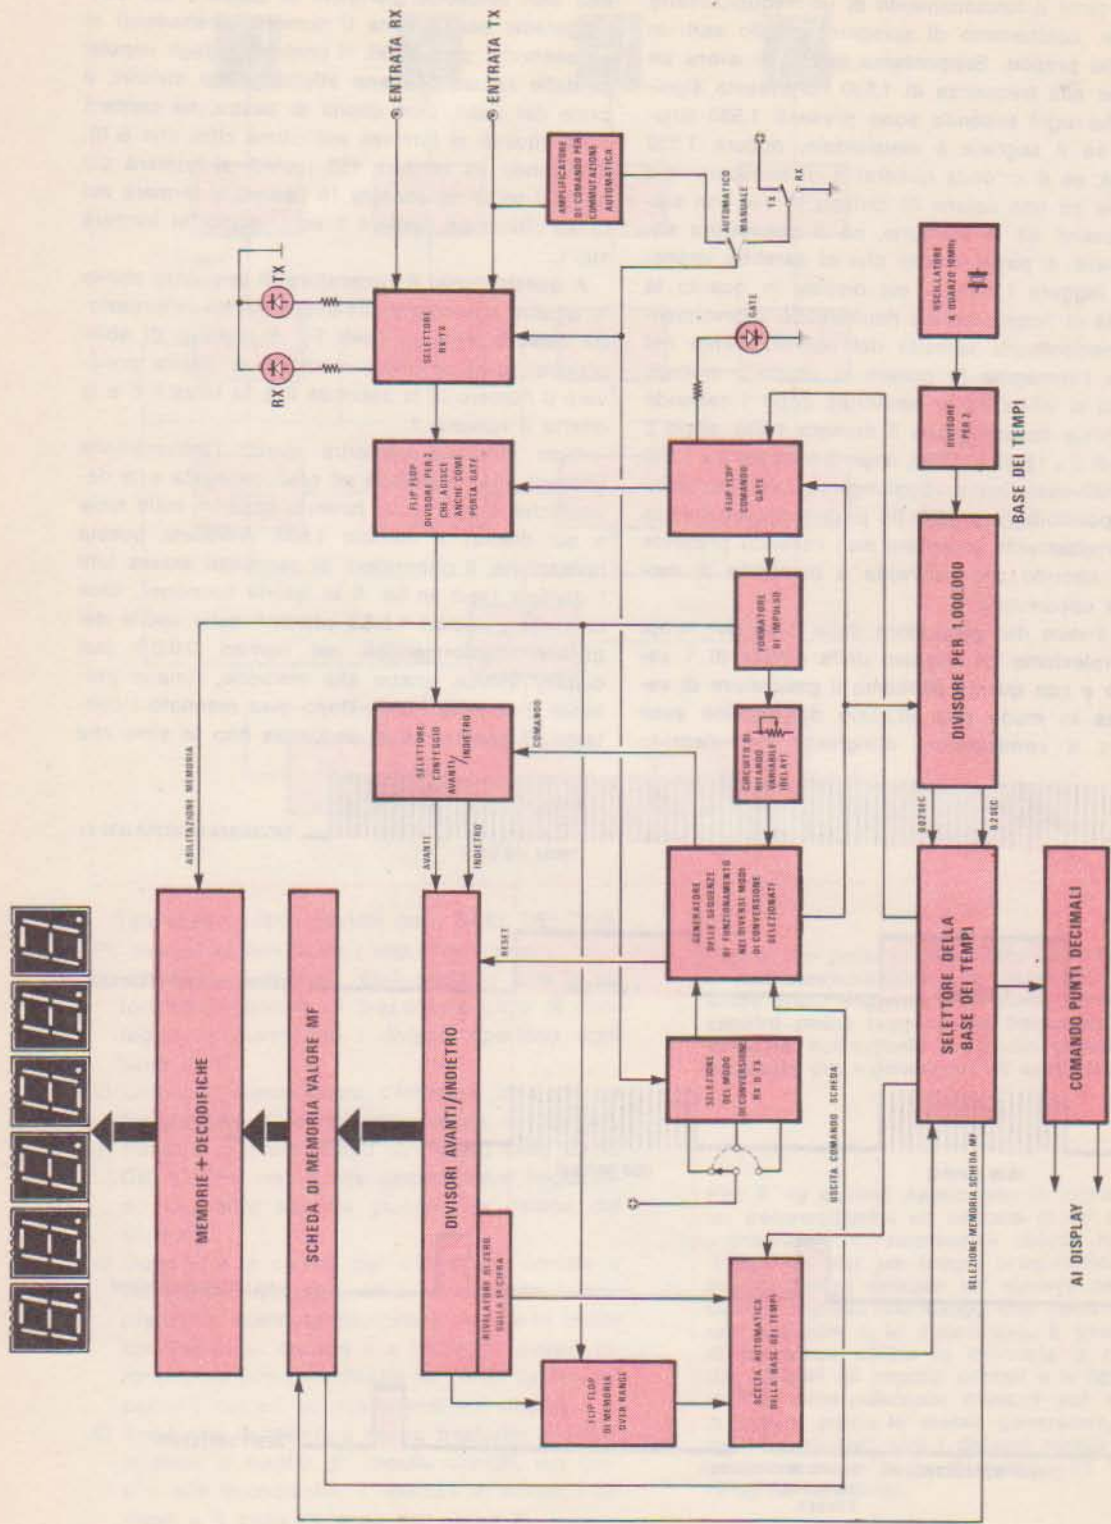 MEMORIE + DECODIFICHE
ABILITAZIONE MEMORIA
SCHEDA DI MEMORIA VALORE MF
DIVISORI AVANTI/INDIETRO
RIVELATORE DI ZERO
SULLA 1ª CIFRA
AVANTI
INDIETRO
RESET
SELETTORE
CONTEGGIO
AVANTI/INDIETRO
COMANDO
FLIP FLOP
DIVISORE PER 2
CHE AGISCE
ANCHE COME
PORTA GATE
SELETTORE
RX-TX
RX
TX
ENTRATA RX
ENTRATA TX
AMPLIFICATORE
DI COMANDO PER
COMMUTAZIONE
AUTOMATICA
AUTOMATICO
MANUALE
TX
RX
FLIP FLOP
DI MEMORIA
OVER RANGE
SCELTA AUTOMATICA
DELLA BASE DEI TEMPI
SELEZIONE
DEL MODO
DI CONVERSIONE
RX O TX
GENERATORE
DELLE SEQUENZE
DI FUNZIONAMENTO
NEI DIVERSI MODI
DI CONVERSIONE
SELEZIONATI
CIRCUITO DI
RITARDO
VARIABILE
(DELAY)
FORMATORE
DI IMPULSO
FLIP FLOP
COMANDO
GATE
GATE
USCITA COMANDO SCHEDA
SELEZIONE MEMORIA SCHEDA MF
SELETTORE DELLA
BASE DEI TEMPI
0,02 SEC
0,2 SEC
DIVISORE PER 1.000.000
DIVISORE
PER 2
OSCILLATORE
A QUARZO 10MHz
BASE DEI TEMPI
COMANDO PUNTI DECIMALI
AI DISPLAY